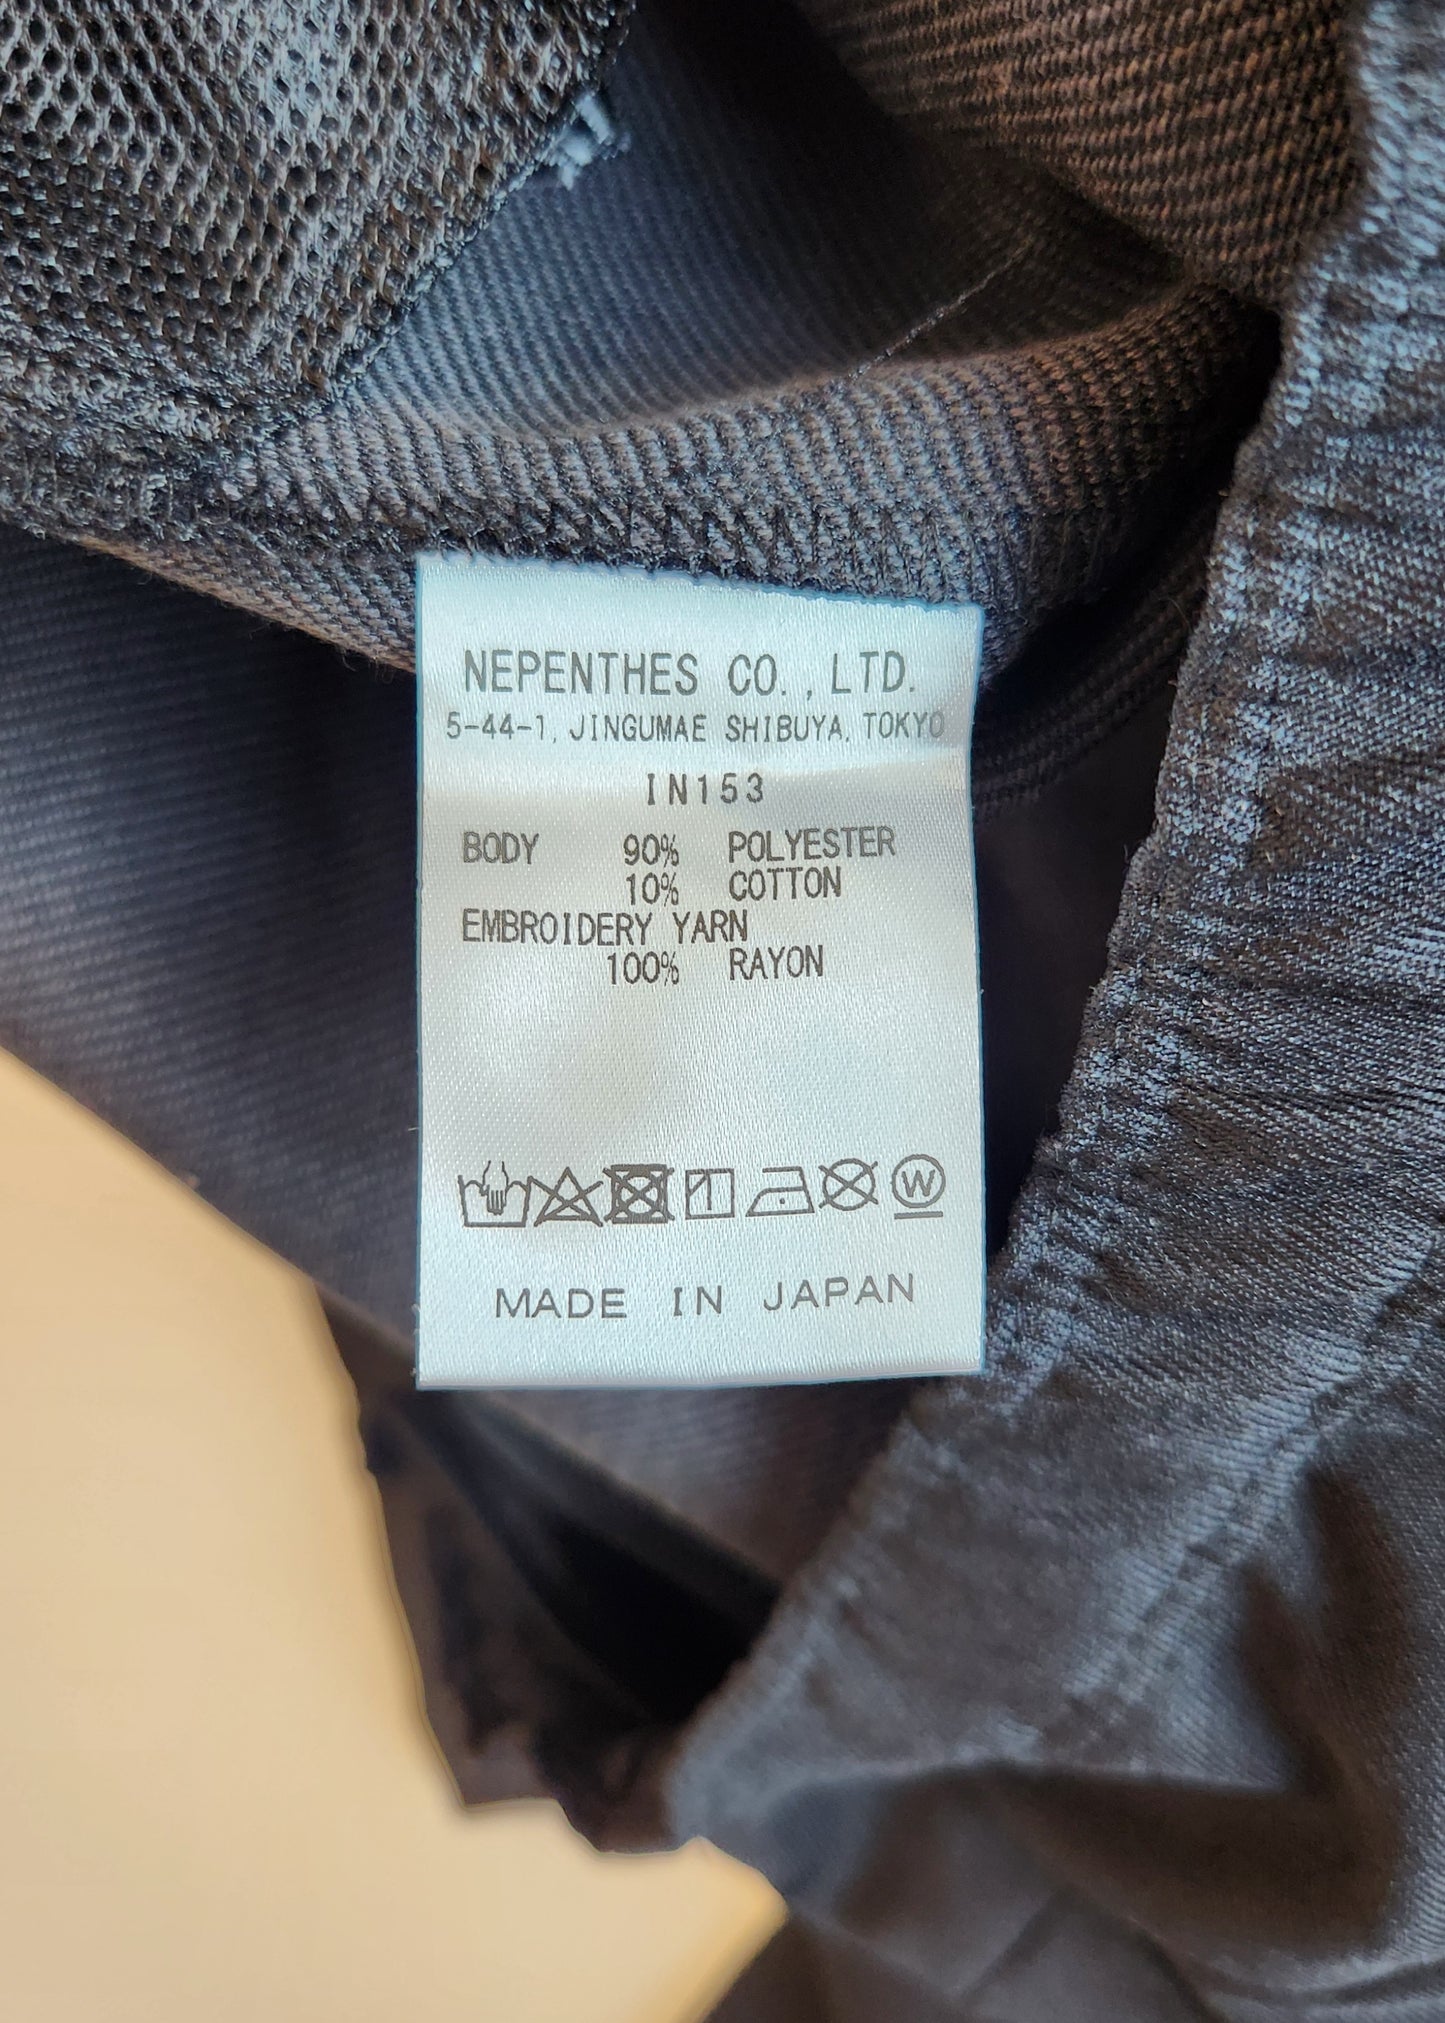 NEPENTHES CO.,LTD.
5-44-1, JINGUMAE SHIBUYA, TOKYO
IN153
BODY 90% POLYESTER
10% COTTON
EMBROIDERY YARN
100% RAYON
W
MADE IN JAPAN